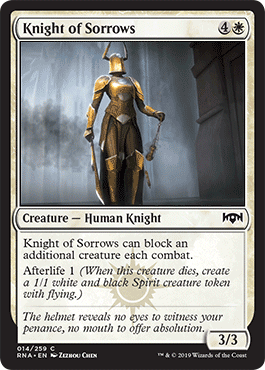 Knight of Sorrows 4
Creature — Human Knight
Knight of Sorrows can block an
additional creature each combat.
Afterlife 1 (When this creature dies, create
a 1/1 white and black Spirit creature token
with flying.)
The helmet reveals no eyes to witness your
penance, no mouth to offer absolution.
3/3
014/259 C
RNA • EN ZEZHOU CHEN
™ & © 2019 Wizards of the Coast